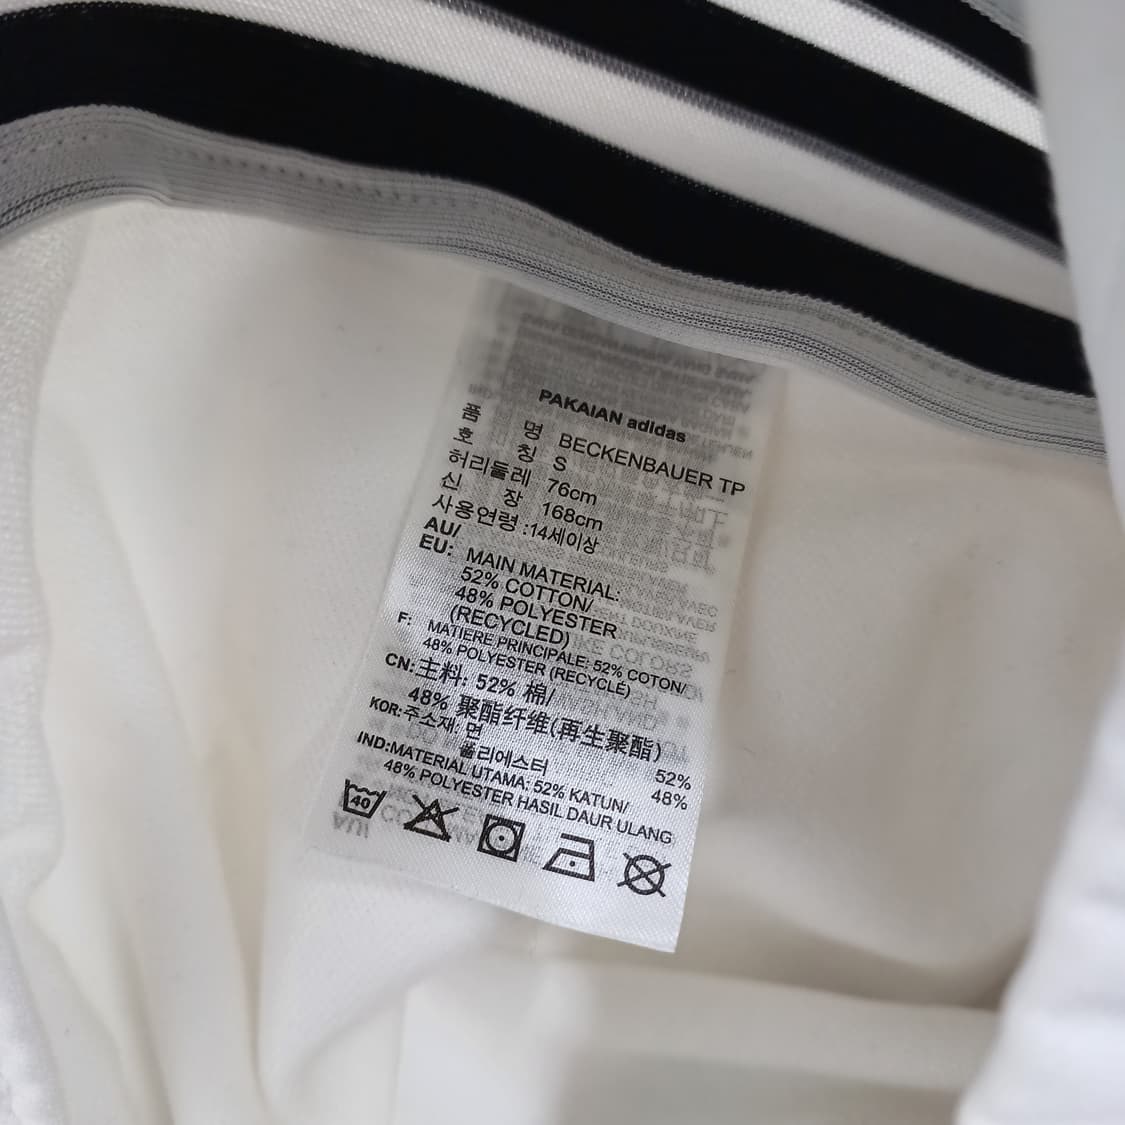 PAKAIAN adidas
품 명 BECKENBAUER TP
호 칭 S
허리둘레 76cm
신 장 168cm
사용연령 :14세이상
AU/
EU: MAIN MATERIAL:
52% COTTON/
48% POLYESTER
(RECYCLED)
F: MATIERE PRINCIPALE: 52% COTON/
48% POLYESTER (RECYCLÉ)
CN:主料: 52% 棉/
48% 聚酯纤维(再生聚酯)
KOR:주소재: 면 52%
폴리에스터 48%
IND:MATERIAL UTAMA: 52% KATUN/
48% POLYESTER HASIL DAUR ULANG
40